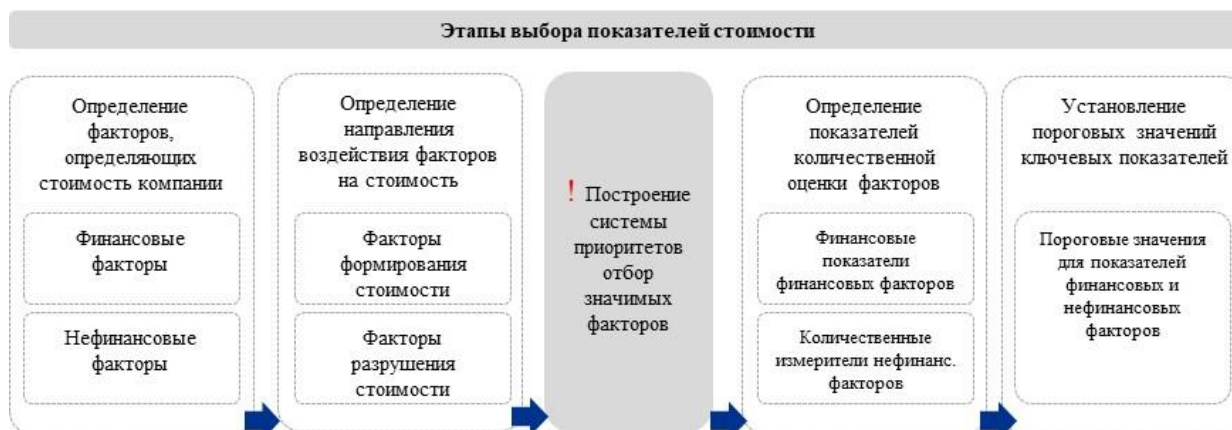 Этапы выбора показателей стоимости
Определение
факторов,
определяющих
стоимость компании
Финансовые
факторы
Нефинансовые
факторы
Определение
направления
воздействия факторов
на стоимость
Факторы
формирования
стоимости
Факторы
разрушения
стоимости
! Построение
системы
приоритетов
отбор
значимых
факторов
Определение
показателей
количественной
оценки факторов
Финансовые
показатели
финансовых факторов
Количественные
измерители нефинанс.
факторов
Установление
пороговых значений
ключевых показателей
Пороговые значения
для показателей
финансовых и
нефинансовых
факторов